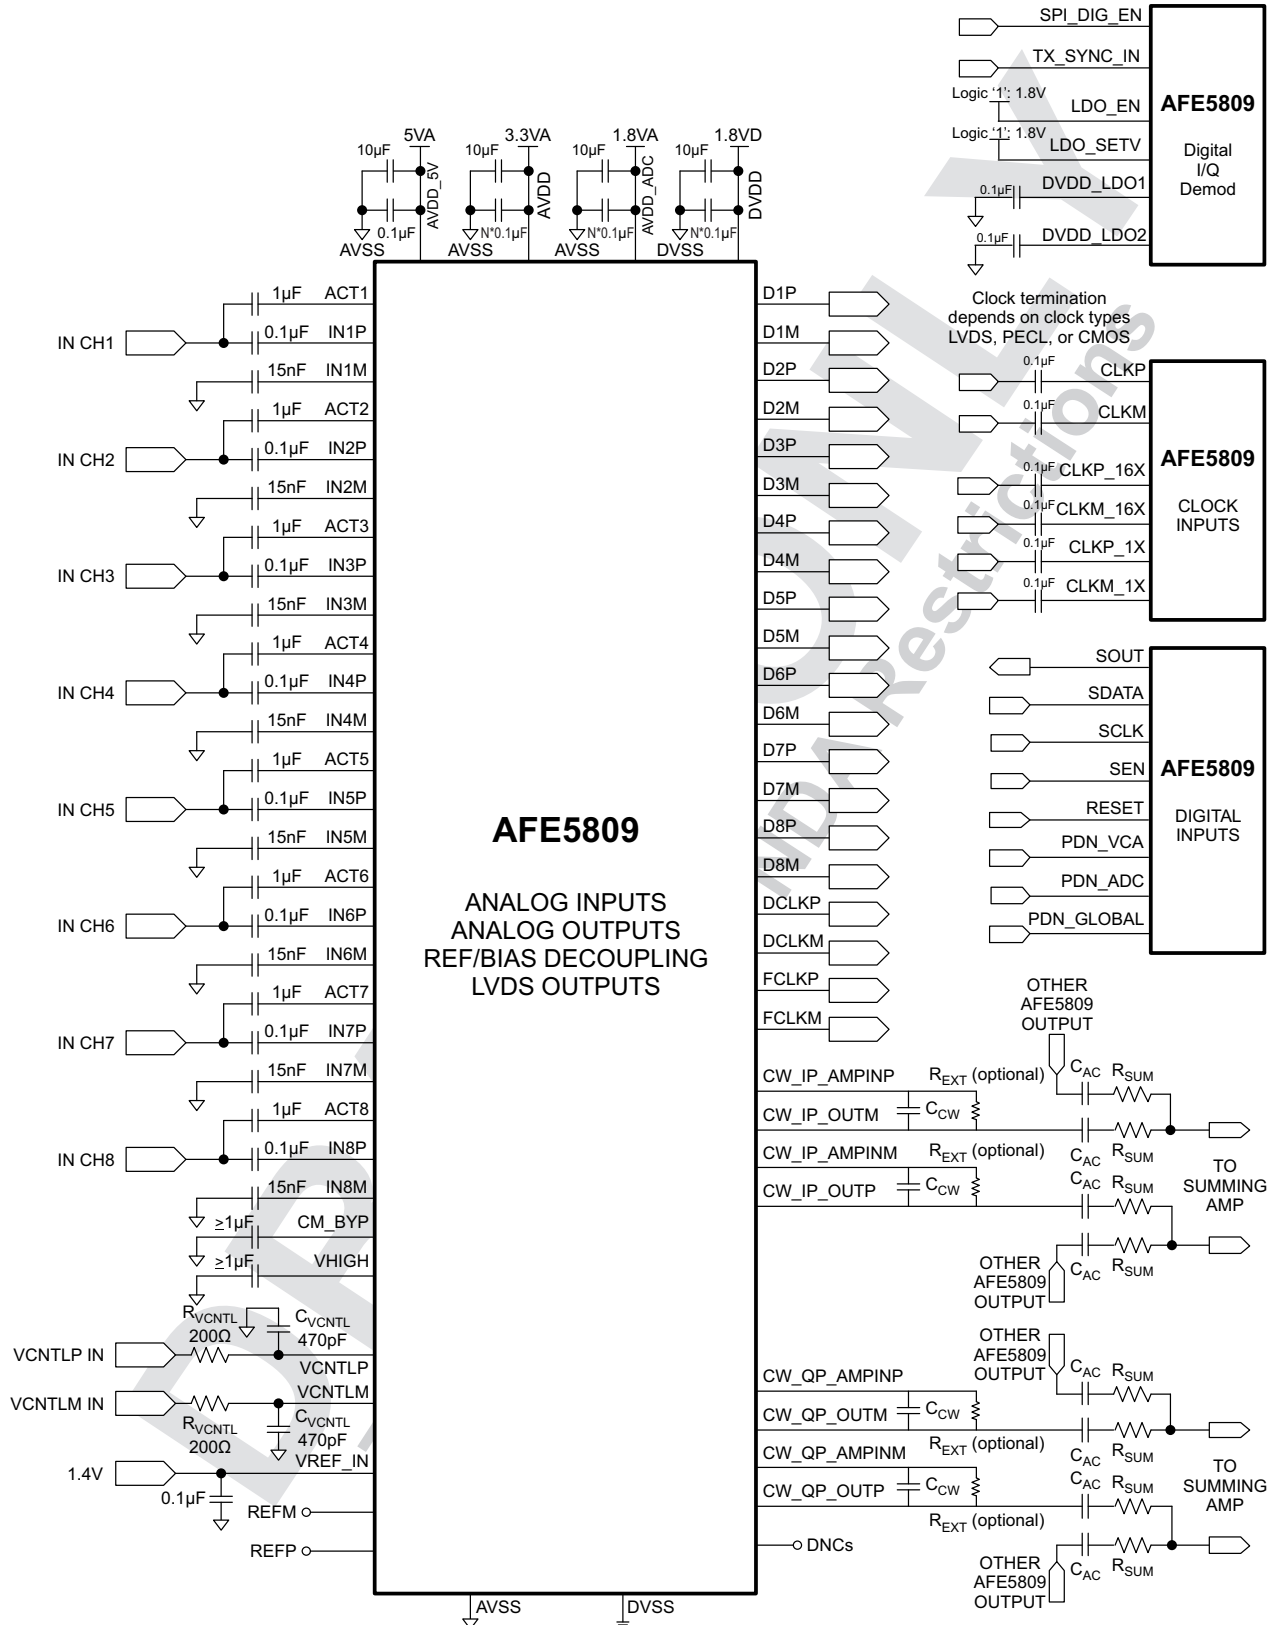 SPI_DIG_EN
TX_SYNC_IN
Logic '1': 1.8V
LDO_EN
Logic '1': 1.8V
LDO_SETV
DVDD_LDO1
0.1µF
DVDD_LDO2
0.1µF
AFE5809
Digital
I/Q
Demod
5VA
3.3VA
1.8VA
1.8VD
10µF
10µF
10µF
10µF
AVDD_5V
AVDD
AVDD_ADC
DVDD
0.1µF
N*0.1µF
N*0.1µF
N*0.1µF
AVSS
AVSS
AVSS
DVSS
1µF ACT1
IN CH1
0.1µF IN1P
15nF IN1M
1µF ACT2
IN CH2
0.1µF IN2P
15nF IN2M
1µF ACT3
IN CH3
0.1µF IN3P
15nF IN3M
1µF ACT4
IN CH4
0.1µF IN4P
15nF IN4M
1µF ACT5
IN CH5
0.1µF IN5P
15nF IN5M
1µF ACT6
IN CH6
0.1µF IN6P
15nF IN6M
1µF ACT7
IN CH7
0.1µF IN7P
15nF IN7M
1µF ACT8
IN CH8
0.1µF IN8P
15nF IN8M
≥1µF CM_BYP
≥1µF VHIGH
RVCNTL
200Ω
CVCNTL
470pF
VCNTLP IN
VCNTLP
VCNTLM IN
VCNTLM
RVCNTL
200Ω
CVCNTL
470pF
1.4V
VREF_IN
0.1µF
REFM
REFP
AFE5809
ANALOG INPUTS
ANALOG OUTPUTS
REF/BIAS DECOUPLING
LVDS OUTPUTS
AVSS
DVSS
D1P
D1M
D2P
D2M
D3P
D3M
D4P
D4M
D5P
D5M
D6P
D6M
D7P
D7M
D8P
D8M
DCLKP
DCLKM
FCLKP
FCLKM
CW_IP_AMPINP
REXT (optional)
CCW
CW_IP_OUTM
CW_IP_AMPINM
REXT (optional)
CCW
CW_IP_OUTP
OTHER
AFE5809
OUTPUT
CAC RSUM
CAC RSUM
CAC RSUM
CAC RSUM
TO
SUMMING
AMP
OTHER
AFE5809
OUTPUT
CW_QP_AMPINP
CCW
CW_QP_OUTM
REXT (optional)
CW_QP_AMPINM
CCW
CW_QP_OUTP
REXT (optional)
DNCs
OTHER
AFE5809
OUTPUT
CAC RSUM
CAC RSUM
CAC RSUM
CAC RSUM
TO
SUMMING
AMP
OTHER
AFE5809
OUTPUT
Clock termination
depends on clock types
LVDS, PECL, or CMOS
0.1µF CLKP
0.1µF CLKM
0.1µF CLKP_16X
0.1µF CLKM_16X
0.1µF CLKP_1X
0.1µF CLKM_1X
AFE5809
CLOCK
INPUTS
SOUT
SDATA
SCLK
SEN
RESET
PDN_VCA
PDN_ADC
PDN_GLOBAL
AFE5809
DIGITAL
INPUTS
ONLY
NDA Restrictions